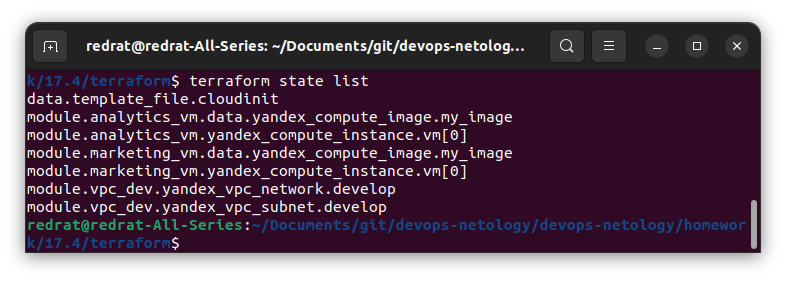 redrat@redrat-All-Series: ~/Documents/git/devops-netolog...
k/17.4/terraform$ terraform state list
data.template_file.cloudinit
module.analytics_vm.data.yandex_compute_image.my_image
module.analytics_vm.yandex_compute_instance.vm[0]
module.marketing_vm.data.yandex_compute_image.my_image
module.marketing_vm.yandex_compute_instance.vm[0]
module.vpc_dev.yandex_vpc_network.develop
module.vpc_dev.yandex_vpc_subnet.develop
redrat@redrat-All-Series:~/Documents/git/devops-netology/devops-netology/homewor
k/17.4/terraform$